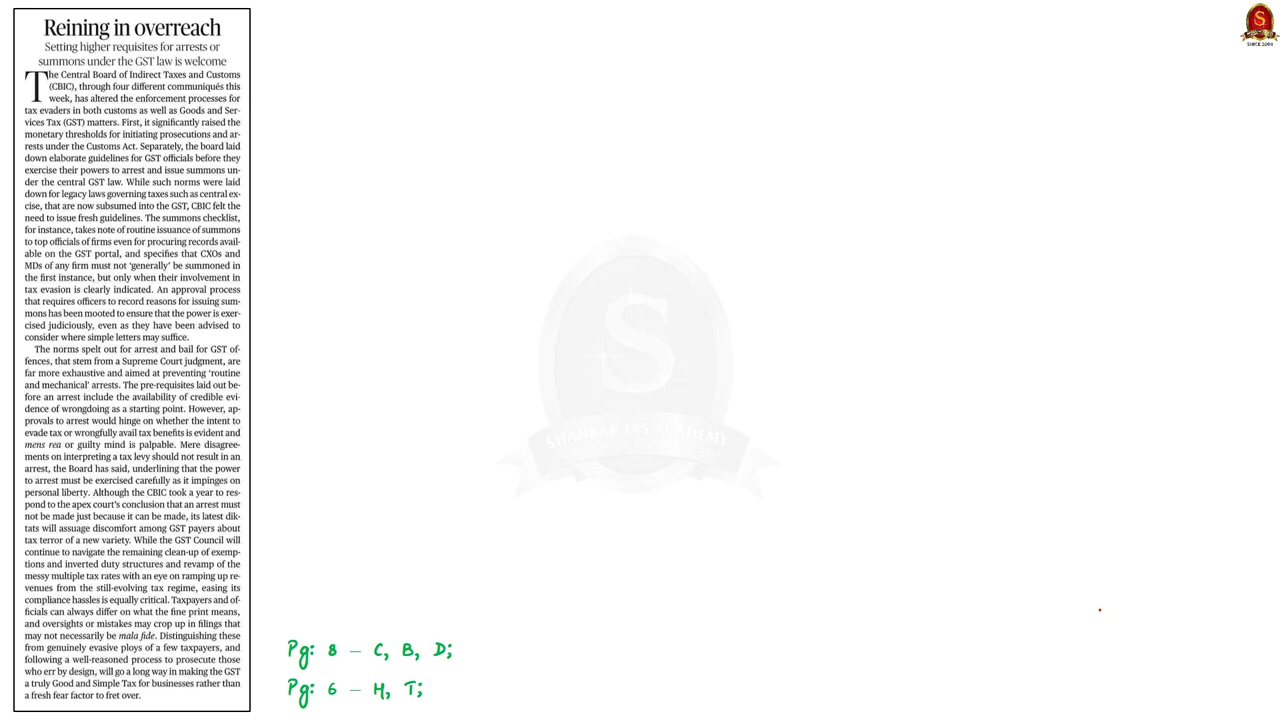 Reining in overreach
Setting higher requisites for arrests or
summons under the GST law is welcome
The Central Board of Indirect Taxes and Customs
(CBIC), through four different communiqués this
week, has altered the enforcement processes for
tax evaders in both customs as well as Goods and Ser-
vices Tax (GST) matters. First, it significantly raised the
monetary thresholds for initiating prosecutions and ar-
rests under the Customs Act. Separately, the board laid
down elaborate guidelines for GST officials before they
exercise their powers to arrest and issue summons un-
der the central GST law. While such norms were laid
down for legacy laws governing taxes such as central ex-
cise, that are now subsumed into the GST, CBIC felt the
need to issue fresh guidelines. The summons checklist,
for instance, takes note of routine issuance of summons
to top officials of firms even for procuring records avail-
able on the GST portal, and specifies that CXOs and
MDs of any firm must not ‘generally’ be summoned in
the first instance, but only when their involvement in
tax evasion is clearly indicated. An approval process
that requires officers to record reasons for issuing sum-
mons has been mooted to ensure that the power is exer-
cised judiciously, even as they have been advised to
consider where simple letters may suffice.
The norms spelt out for arrest and bail for GST of-
fences, that stem from a Supreme Court judgment, are
far more exhaustive and aimed at preventing ‘routine
and mechanical’ arrests. The pre-requisites laid out be-
fore an arrest include the availability of credible evi-
dence of wrongdoing as a starting point. However, ap-
provals to arrest would hinge on whether the intent to
evade tax or wrongfully avail tax benefits is evident and
mens rea or guilty mind is palpable. Mere disagree-
ments on interpreting a tax levy should not result in an
arrest, the Board has said, underlining that the power
to arrest must be exercised carefully as it impinges on
personal liberty. Although the CBIC took a year to res-
pond to the apex court’s conclusion that an arrest must
not be made just because it can be made, its latest dik-
tats will assuage discomfort among GST payers about
tax terror of a new variety. While the GST Council will
continue to navigate the remaining clean-up of exemp-
tions and inverted duty structures and revamp of the
messy multiple tax rates with an eye on ramping up re-
venues from the still-evolving tax regime, easing its
compliance hassles is equally critical. Taxpayers and of-
ficials can always differ on what the fine print means,
and oversights or mistakes may crop up in filings that
may not necessarily be mala fide. Distinguishing these
from genuinely evasive ploys of a few taxpayers, and
following a well-reasoned process to prosecute those
who err by design, will go a long way in making the GST
a truly Good and Simple Tax for businesses rather than
a fresh fear factor to fret over.
Pg: 8 – C, B, D;
Pg: 6 – H, T;
S
SHANKAR IAS ACADEMY
S
SINCE 2004